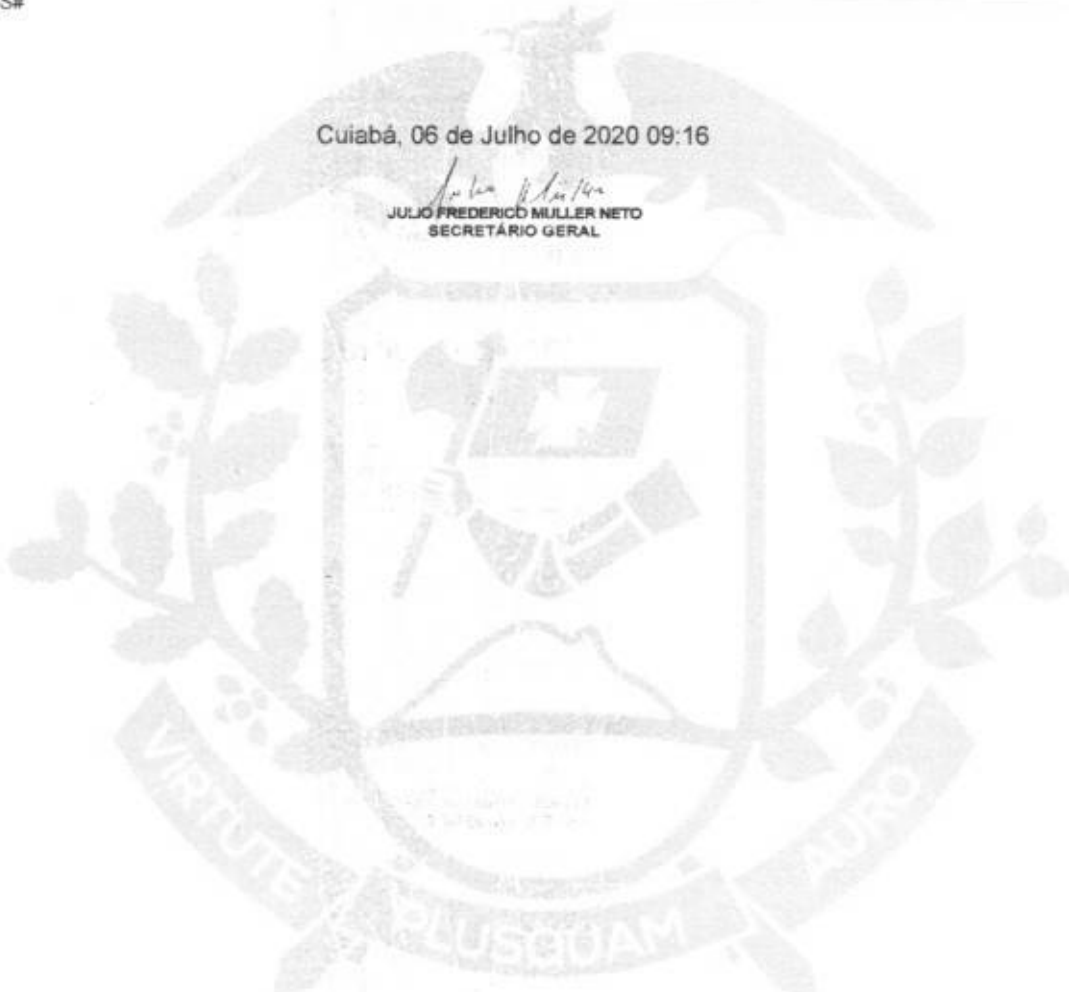 S#
Cuiabá, 06 de Julho de 2020 09:16
JULIO FREDERICO MULLER NETO
SECRETÁRIO GERAL
VIRTUTE PLUSQUAM AURO